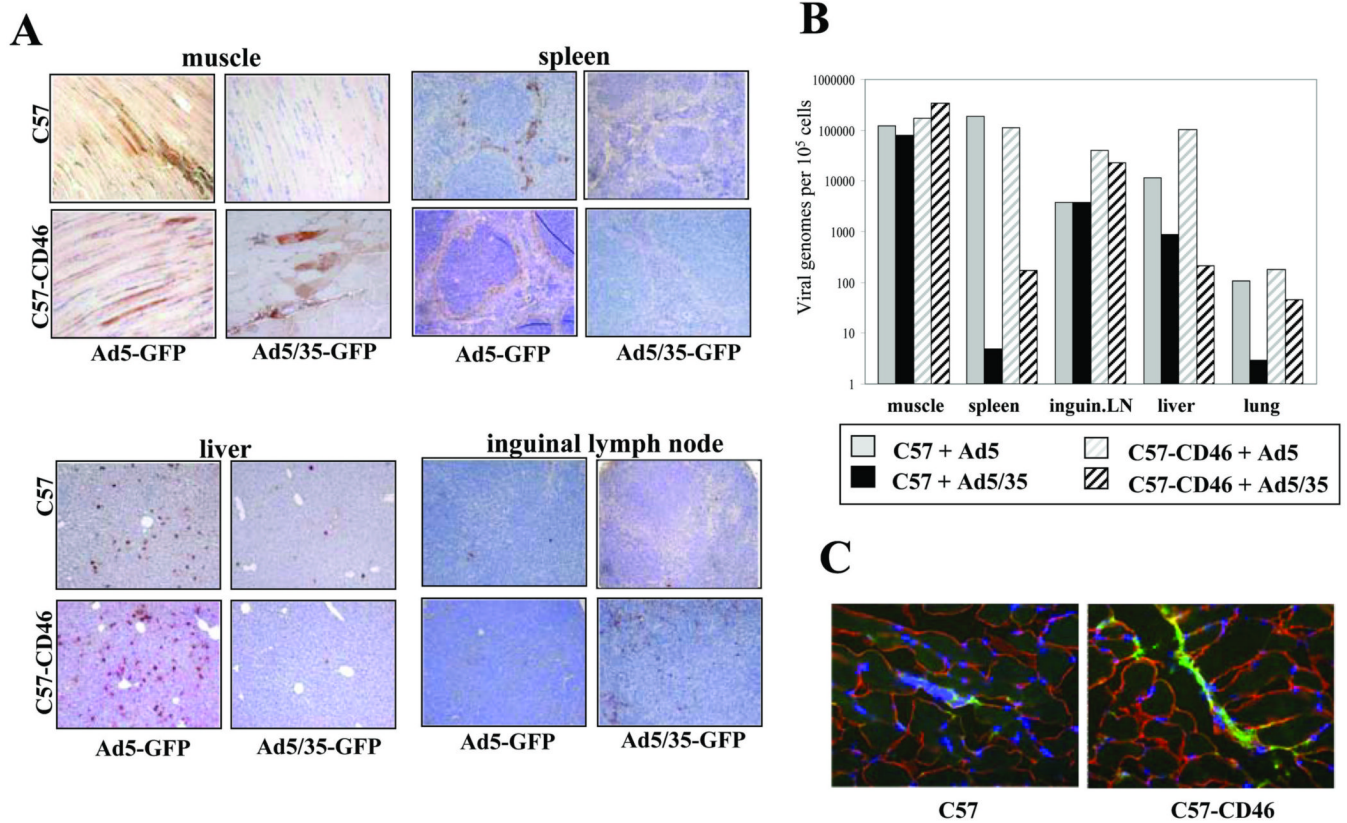 A
muscle
spleen
C57
C57-CD46
Ad5-GFP
Ad5/35-GFP
Ad5-GFP
Ad5/35-GFP
liver
inguinal lymph node
C57
C57-CD46
Ad5-GFP
Ad5/35-GFP
Ad5-GFP
Ad5/35-GFP
B
Viral genomes per 10⁵ cells
1000000
100000
10000
1000
100
10
1
muscle
spleen
inguin.LN
liver
lung
C57 + Ad5
C57-CD46 + Ad5
C57 + Ad5/35
C57-CD46 + Ad5/35
C
C57
C57-CD46